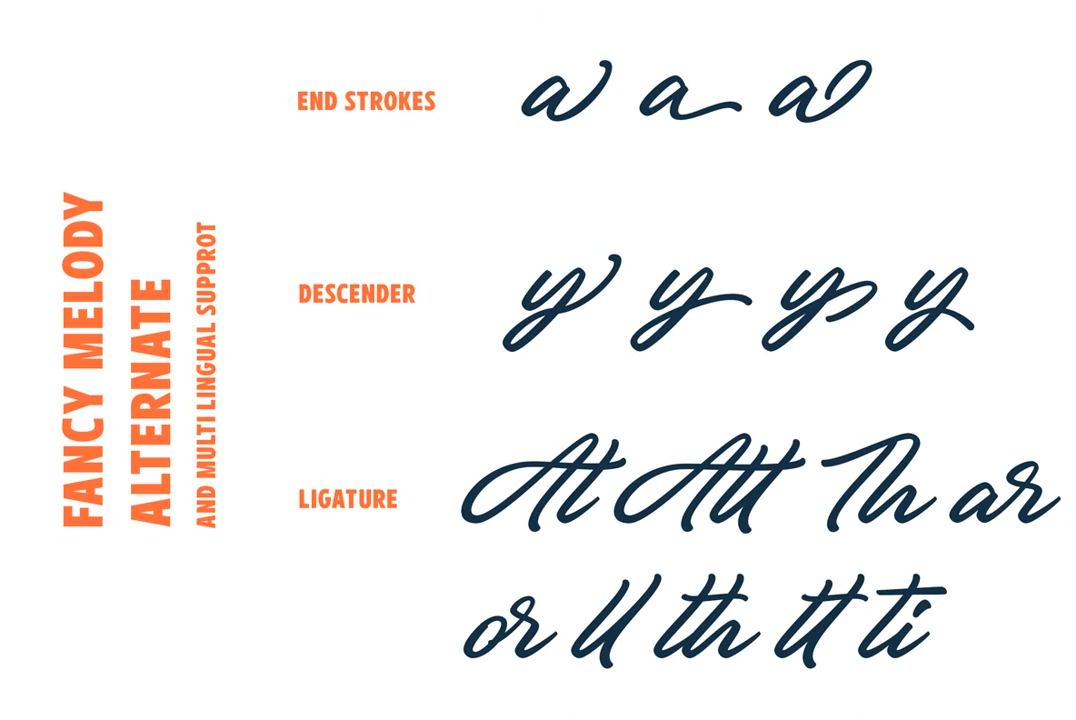 FANCY MELODY
ALTERNATE
AND MULTI LINGUAL SUPPROT
END STROKES
a a a
DESCENDER
y y y y
LIGATURE
At Att Th ar
or ll th tt ti